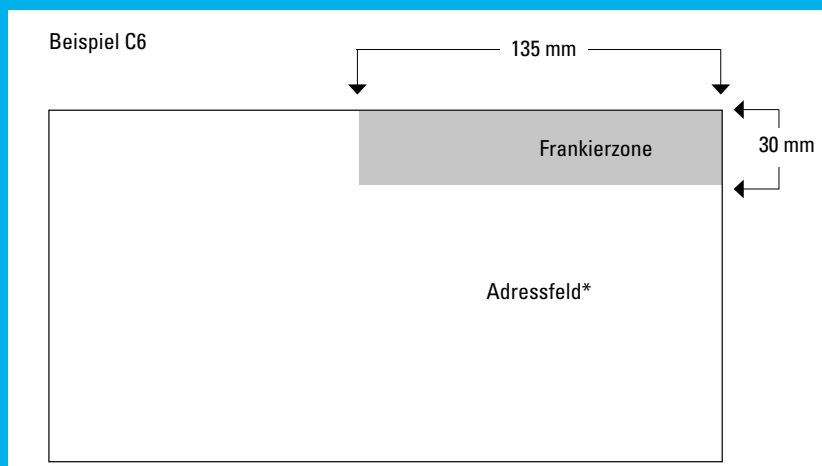 Beispiel C6
135 mm
Frankierzone
30 mm
Adressfeld*